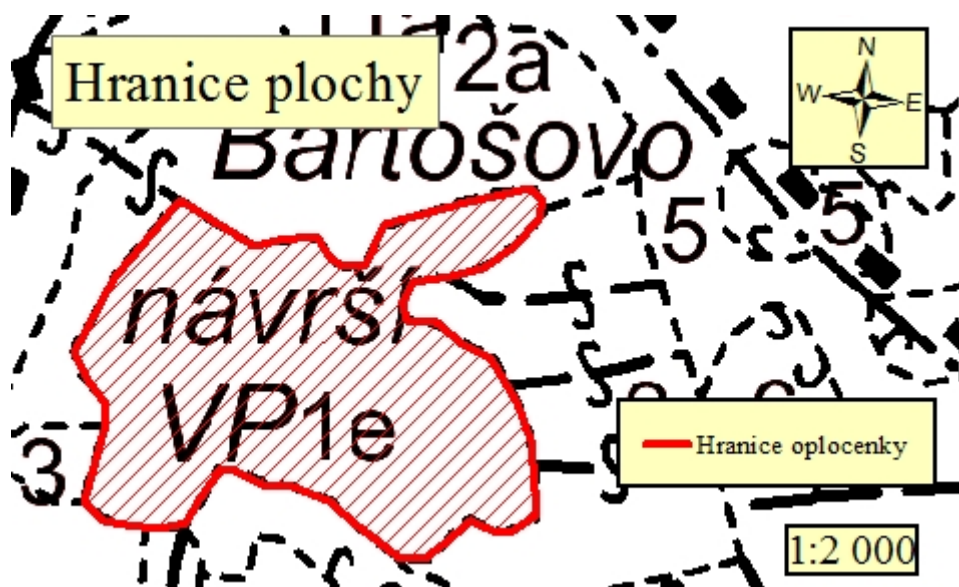 Hranice plochy
2a
N
W E
S
Bartošovo
5
5
návrší
VP1e
3
Hranice oplocenky
1:2 000